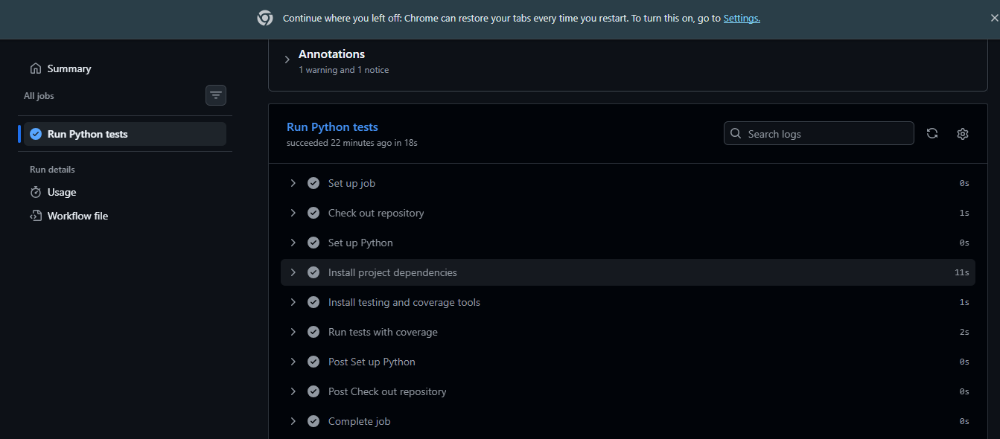 Continue where you left off: Chrome can restore your tabs every time you restart. To turn this on, go to Settings.
Summary
All jobs
Run Python tests
Run details
Usage
Workflow file
Annotations
1 warning and 1 notice
Run Python tests
succeeded 22 minutes ago in 18s
Search logs
Set up job 0s
Check out repository 1s
Set up Python 0s
Install project dependencies 11s
Install testing and coverage tools 1s
Run tests with coverage 2s
Post Set up Python 0s
Post Check out repository 0s
Complete job 0s